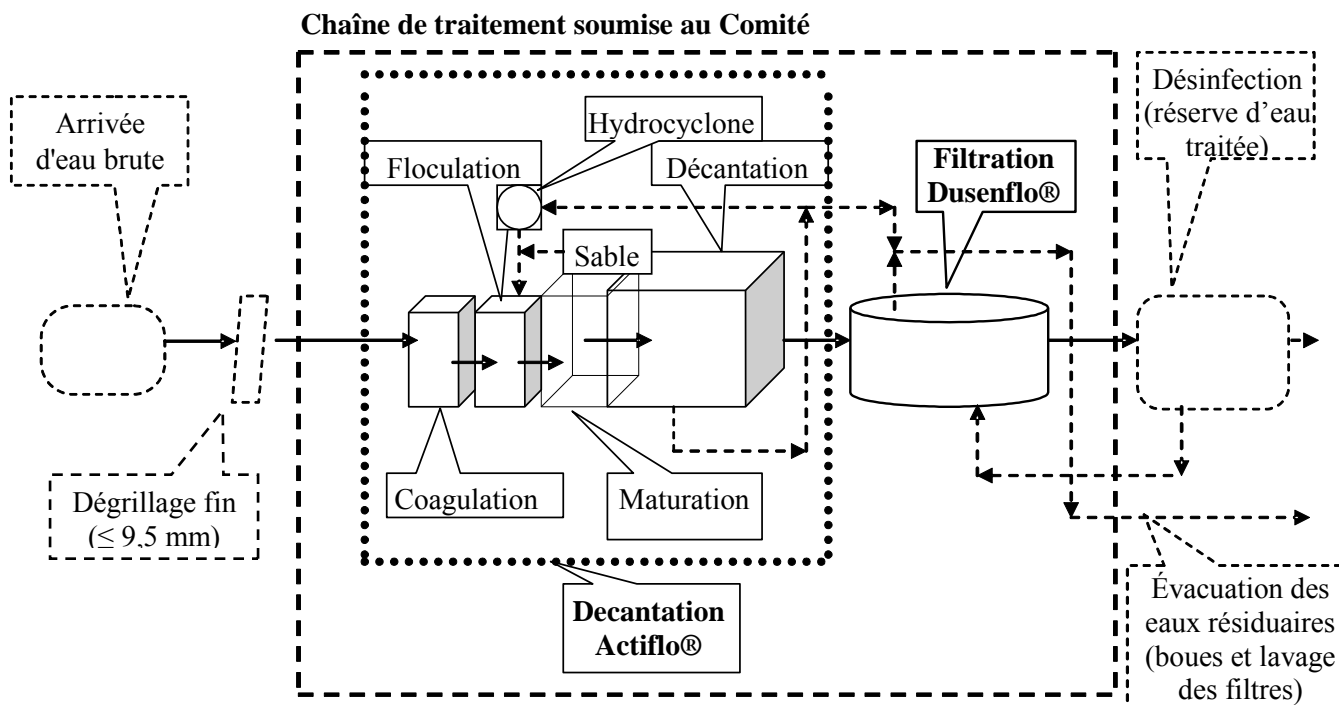 Chaîne de traitement soumise au Comité
Arrivée
d'eau brute
Hydrocyclone
Floculation
Décantation
Filtration
Dusenflo®
Désinfection
(réserve d'eau
traitée)
Sable
Dégrillage fin
(≤ 9,5 mm)
Coagulation
Maturation
Decantation
Actiflo®
Évacuation des
eaux résiduaires
(boues et lavage
des filtres)